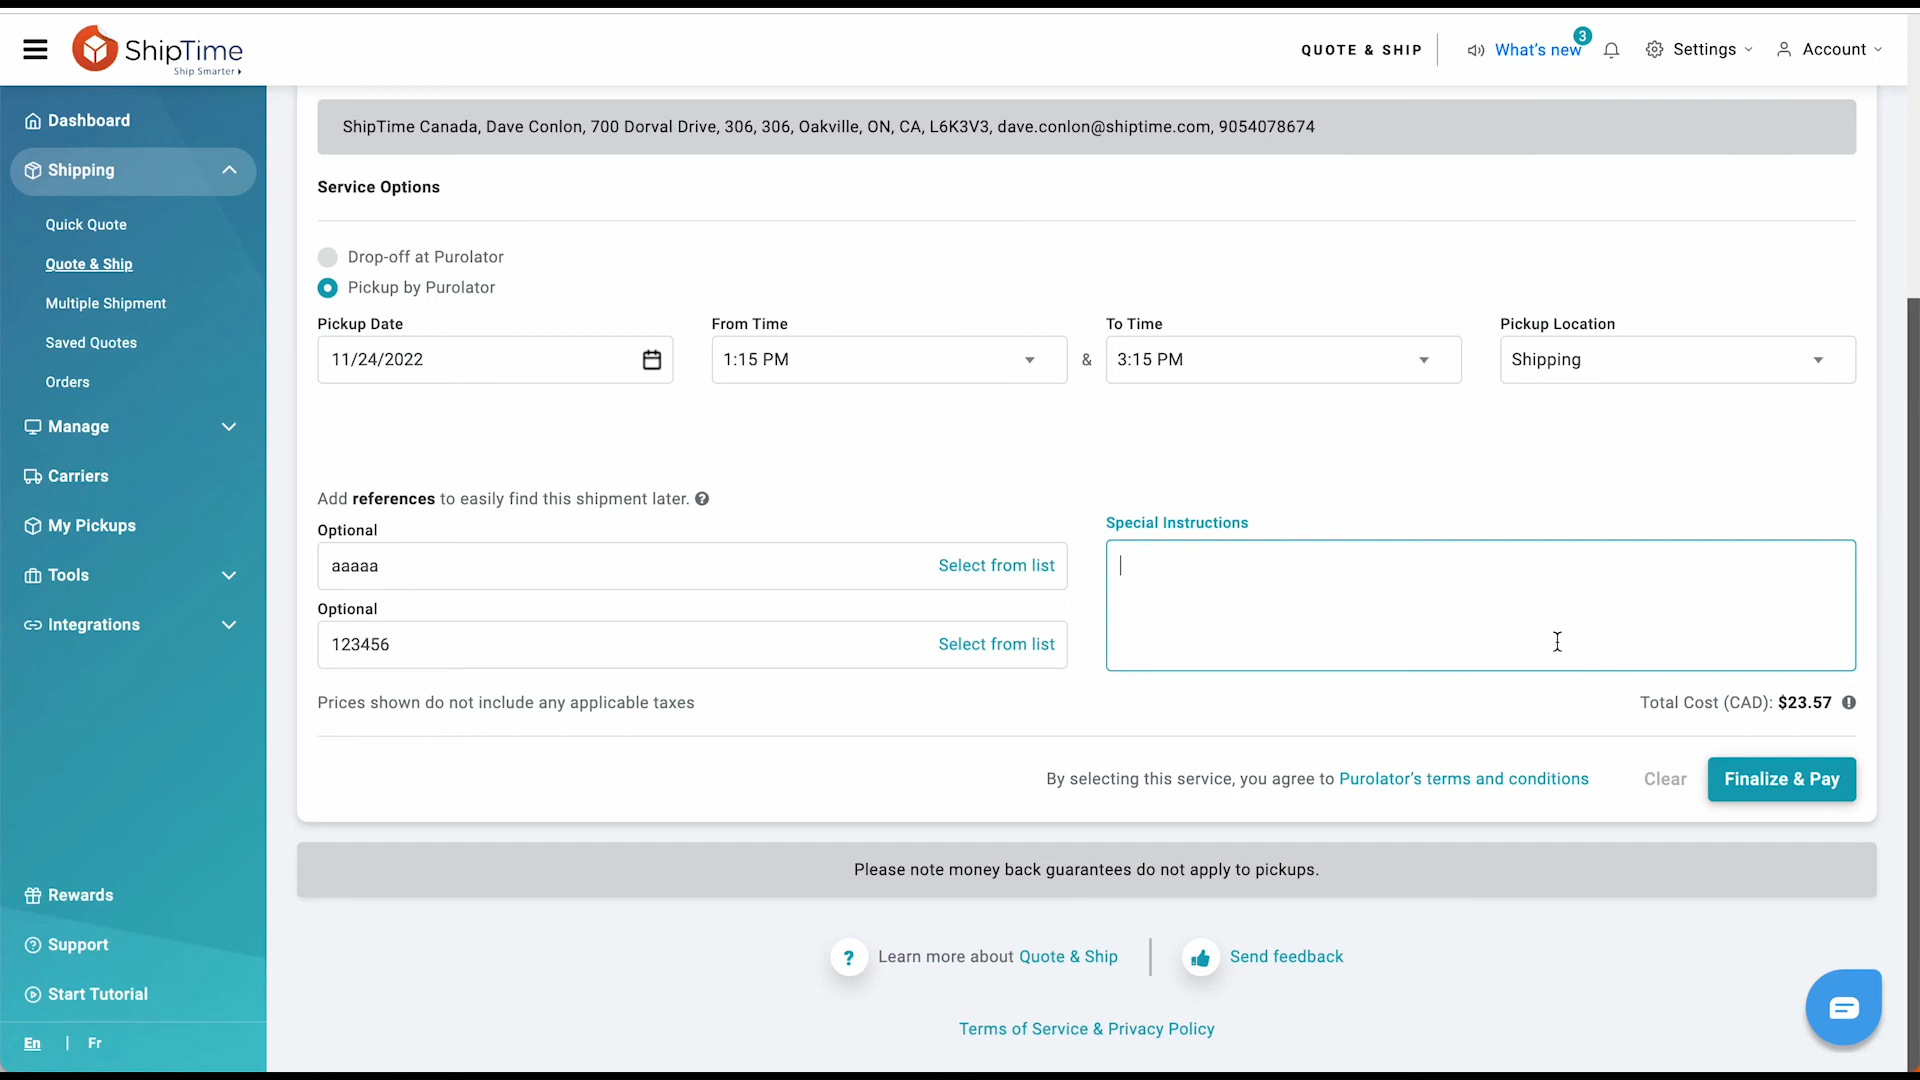 ShipTime
Ship Smarter
QUOTE & SHIP
What's new
3
Settings
Account
Dashboard
Shipping
Quick Quote
Quote & Ship
Multiple Shipment
Saved Quotes
Orders
Manage
Carriers
My Pickups
Tools
Integrations
Rewards
Support
Start Tutorial
En | Fr
ShipTime Canada, Dave Conlon, 700 Dorval Drive, 306, 306, Oakville, ON, CA, L6K3V3, dave.conlon@shiptime.com, 9054078674
Service Options
Drop-off at Purolator
Pickup by Purolator
Pickup Date
From Time
To Time
Pickup Location
11/24/2022
1:15 PM
&
3:15 PM
Shipping
Add references to easily find this shipment later. ?
Optional
aaaaa
Select from list
Optional
123456
Select from list
Special Instructions
Prices shown do not include any applicable taxes
Total Cost (CAD): $23.57
By selecting this service, you agree to Purolator's terms and conditions
Clear
Finalize & Pay
Please note money back guarantees do not apply to pickups.
? Learn more about Quote & Ship
Send feedback
Terms of Service & Privacy Policy